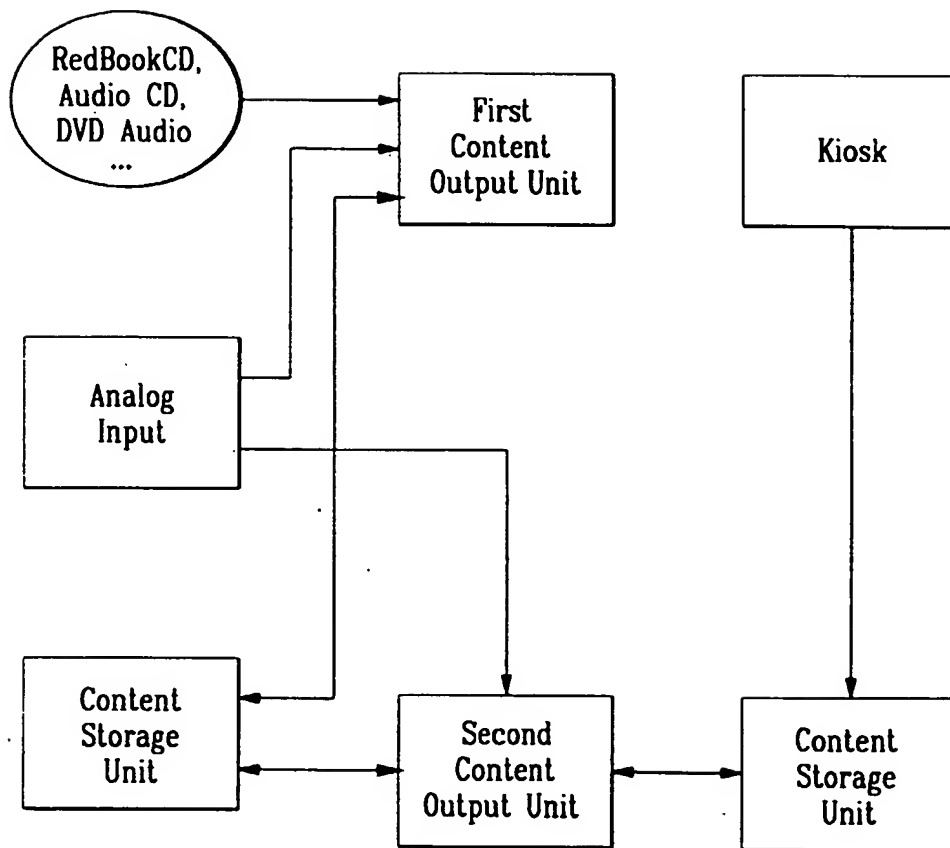 RedBookCD,
Audio CD,
DVD Audio
...
First
Content
Output Unit
Kiosk
Analog
Input
Content
Storage
Unit
Second
Content
Output Unit
Content
Storage
Unit